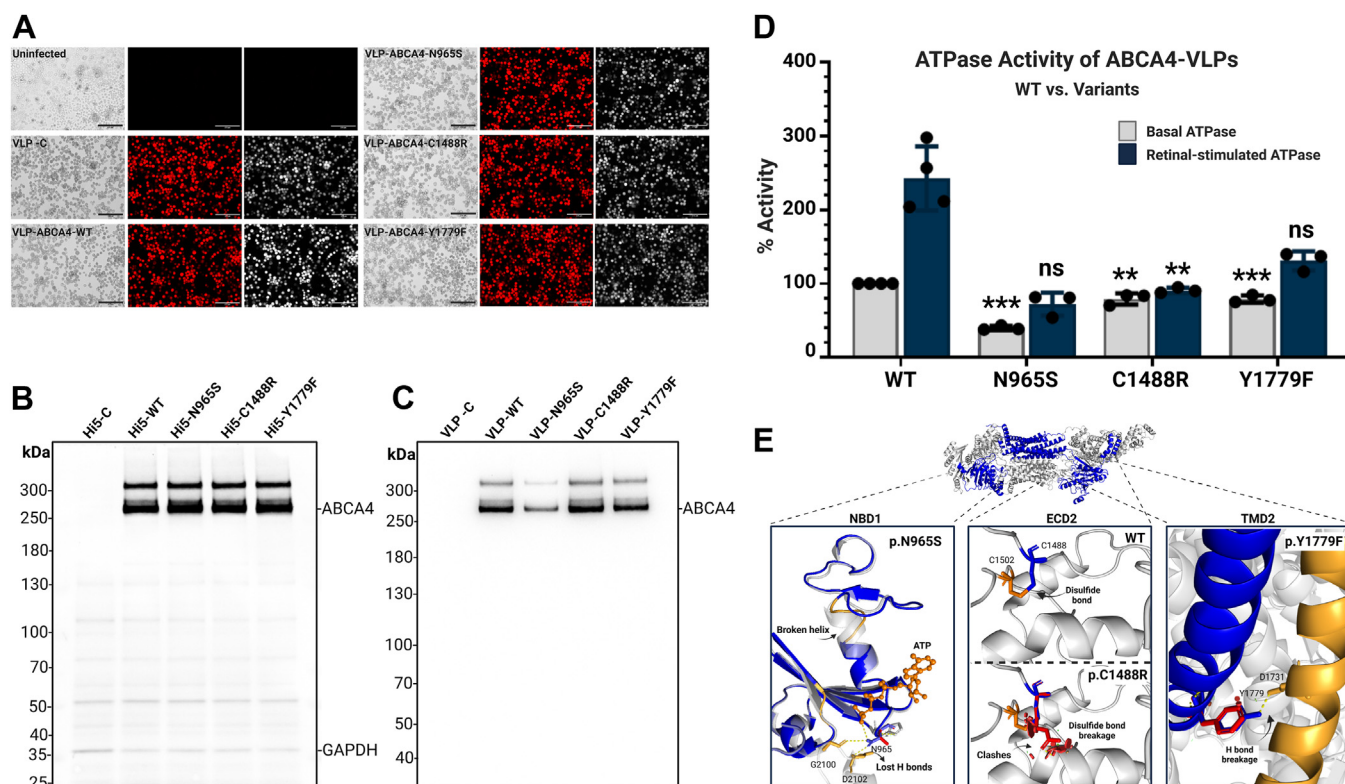 A
Uninfected
VLP-ABCA4-N965S
VLP -C
VLP-ABCA4-C1488R
VLP-ABCA4-WT
VLP-ABCA4-Y1779F
B
Hi5-C
Hi5-WT
Hi5-N965S
Hi5-C1488R
Hi5-Y1779F
kDa
300
250
180
130
100
70
50
40
35
25
ABCA4
GAPDH
C
VLP -C
VLP-WT
VLP-N965S
VLP-C1488R
VLP-Y1779F
kDa
300
250
180
130
100
70
50
40
ABCA4
D
ATPase Activity of ABCA4-VLPs
WT vs. Variants
Basal ATPase
Retinal-stimulated ATPase
% Activity
400
300
200
100
0
***
ns
**
**
***
ns
WT
N965S
C1488R
Y1779F
E
NBD1
p.N965S
Broken helix
ATP
N965
G2100
Lost H bonds
D2102
ECD2
WT
C1488
C1502
Disulfide
bond
p.C1488R
Disulfide bond
breakage
Clashes
TMD2
p.Y1779F
D1731
Y1779
H bond
breakage